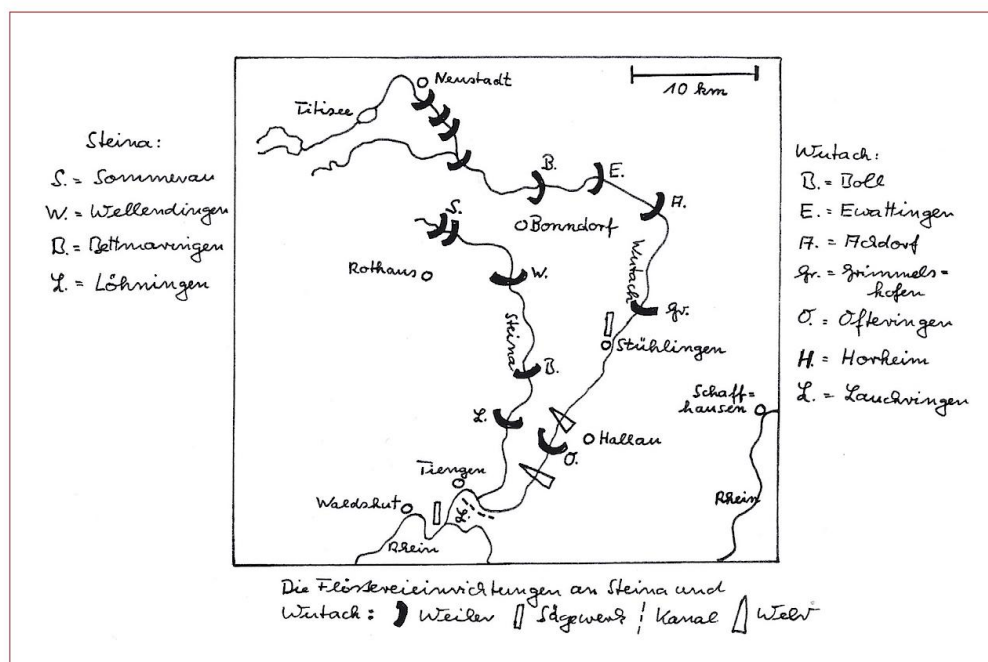 Steina:
S. = Sommerau
W. = Wellendingen
B. = Bettmaringen
L. = Löhningen
Neustadt
Titisee
10 km
B.
E.
A.
S.
Bonndorf
Rothaus
W.
Wutach
Gr.
Steina
Stühlingen
B.
Schaff=
hausen
L.
Hallau
O.
Tiengen
Waldshut
L.
Rhein
Rhein
Wutach:
B. = Boll
E. = Ewattingen
A. = Achdorf
Gr. = Grimmels=
hofen
O. = Ofteringen
H. = Horheim
L. = Lauchringen
Die Flößereieinrichtungen an Steina und
Wutach: Weiler Sägewerk Kanal Wehr